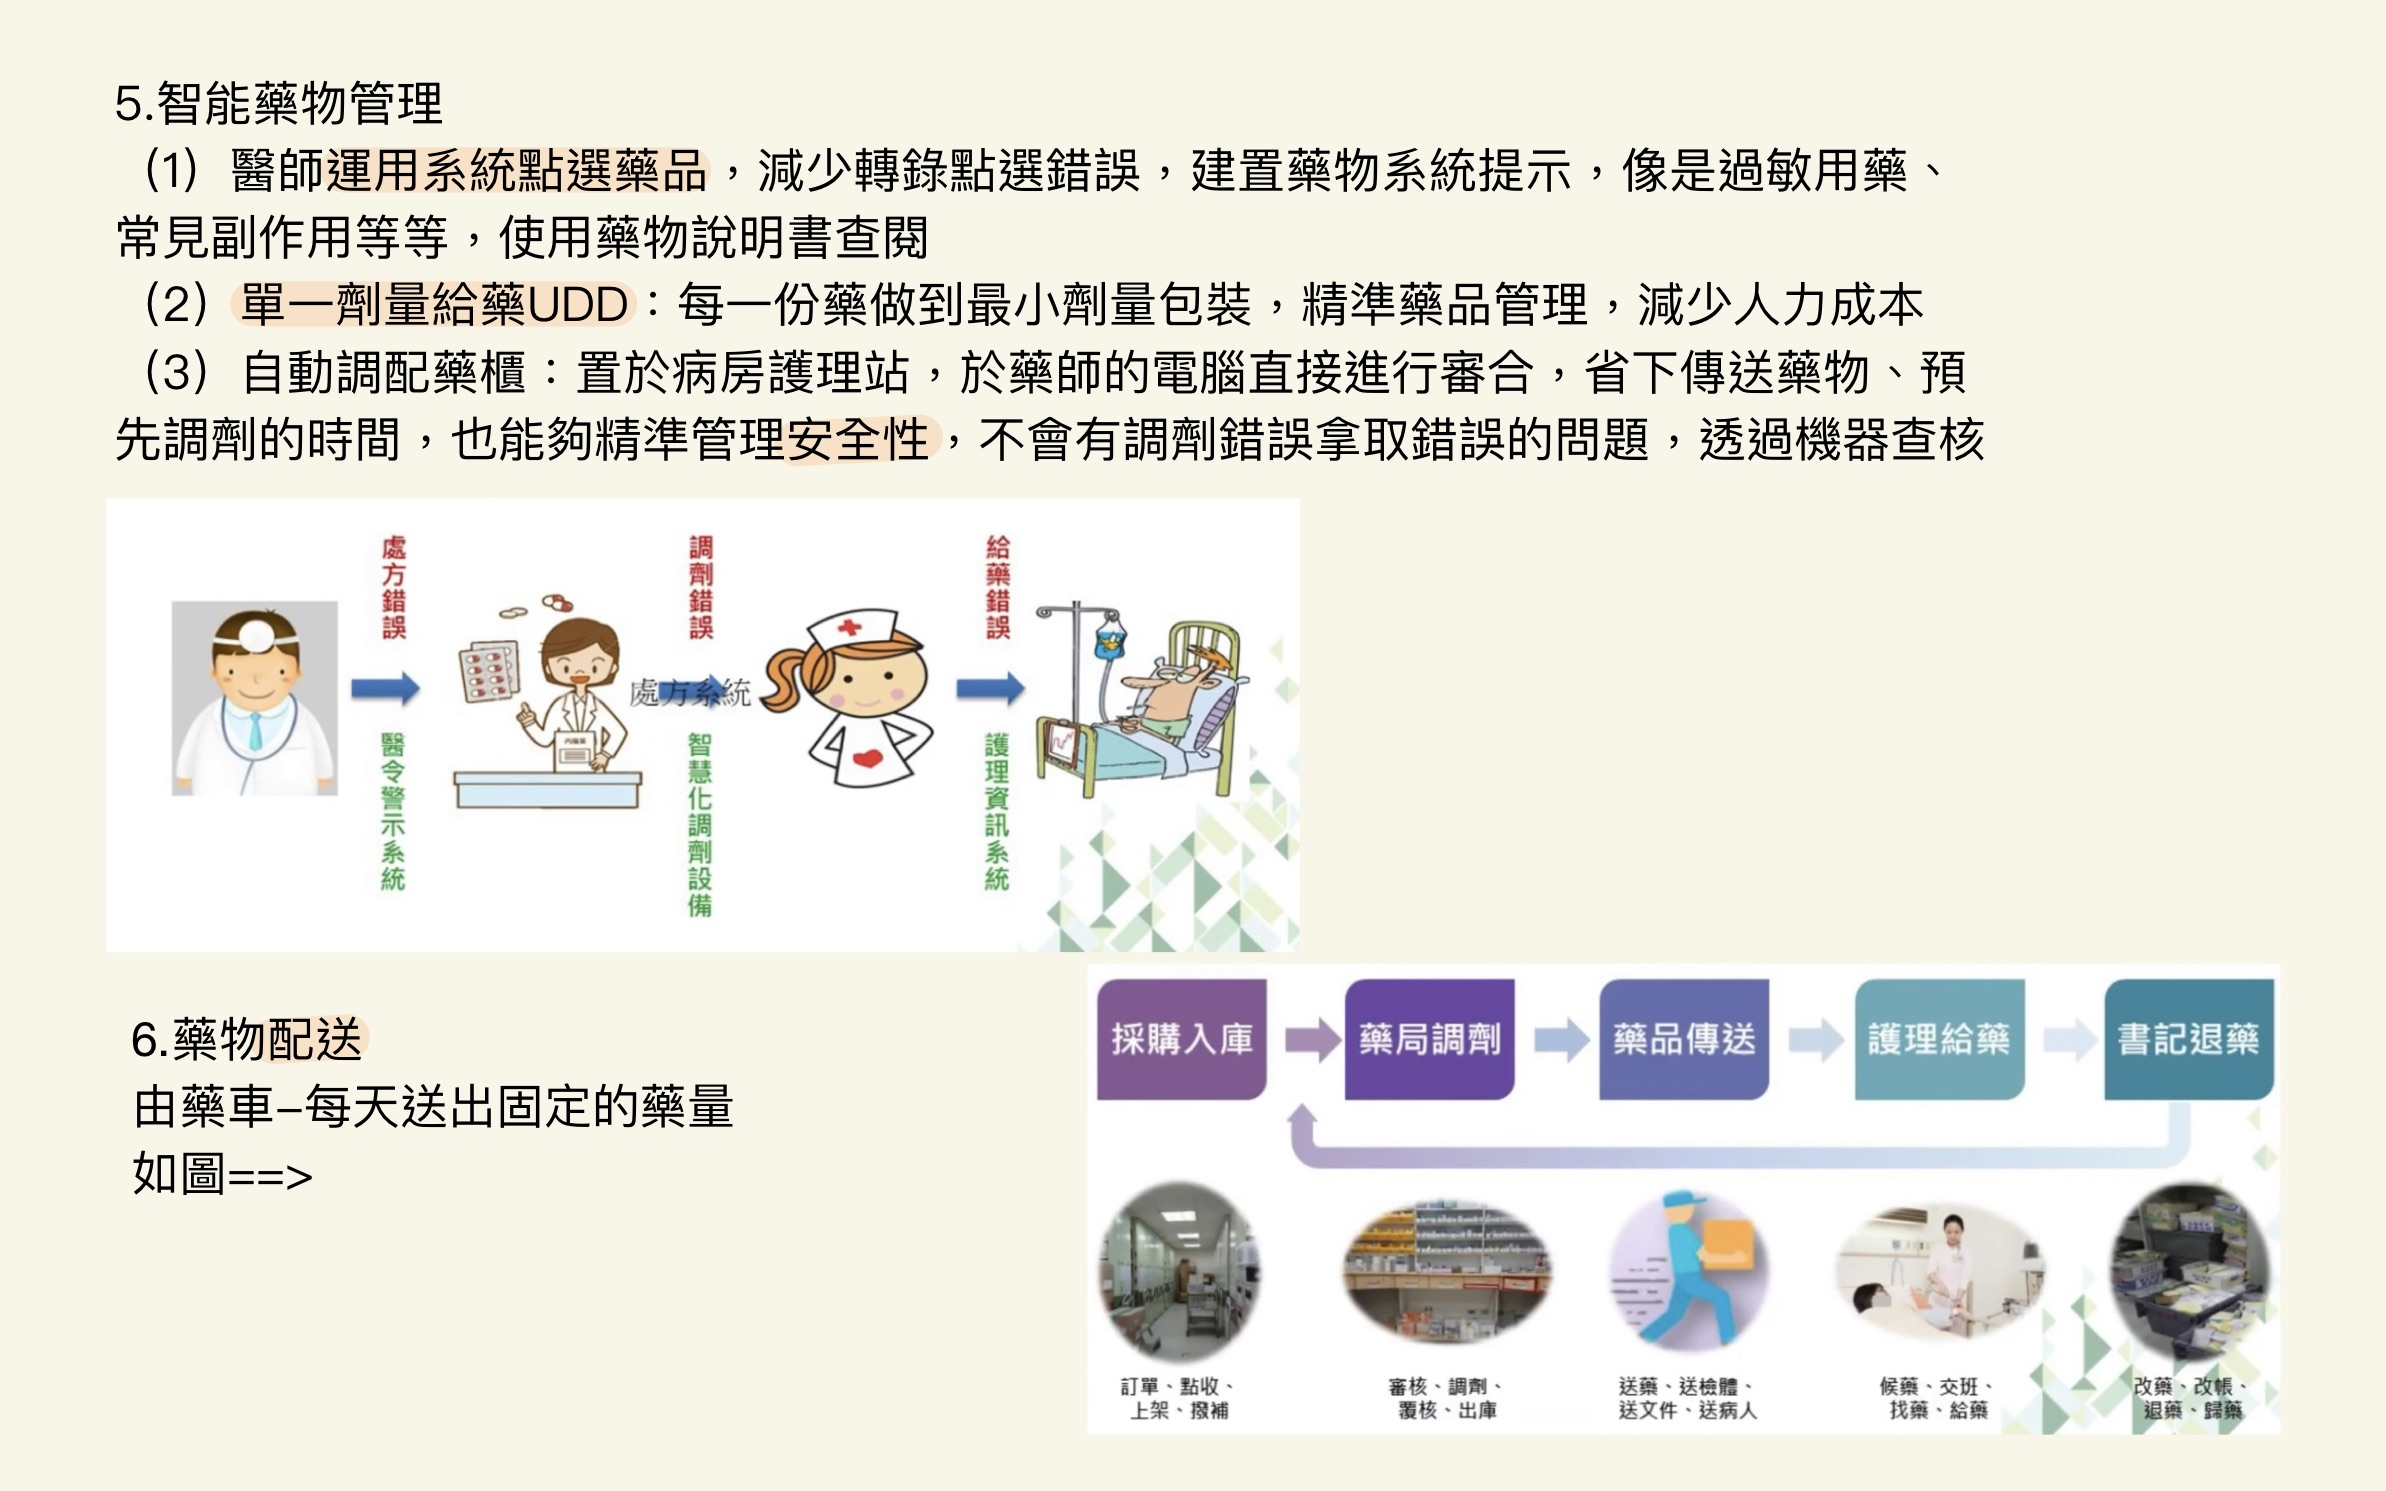 5.智能藥物管理
（1）醫師運用系統點選藥品，減少轉錄點選錯誤，建置藥物系統提示，像是過敏用藥、
常見副作用等等，使用藥物說明書查閱
（2）單一劑量給藥UDD：每一份藥做到最小劑量包裝，精準藥品管理，減少人力成本
（3）自動調配藥櫃：置於病房護理站，於藥師的電腦直接進行審合，省下傳送藥物、預
先調劑的時間，也能夠精準管理安全性，不會有調劑錯誤拿取錯誤的問題，透過機器查核
處方錯誤
調劑錯誤
給藥錯誤
處方系統
醫令警示系統
智慧化調劑設備
護理資訊系統
6.藥物配送
由藥車–每天送出固定的藥量
如圖==>
採購入庫
藥局調劑
藥品傳送
護理給藥
書記退藥
訂單、點收、
上架、撥補
審核、調劑、
覆核、出庫
送藥、送檢體、
送文件、送病人
候藥、交班、
找藥、給藥
改藥、改帳、
退藥、歸藥